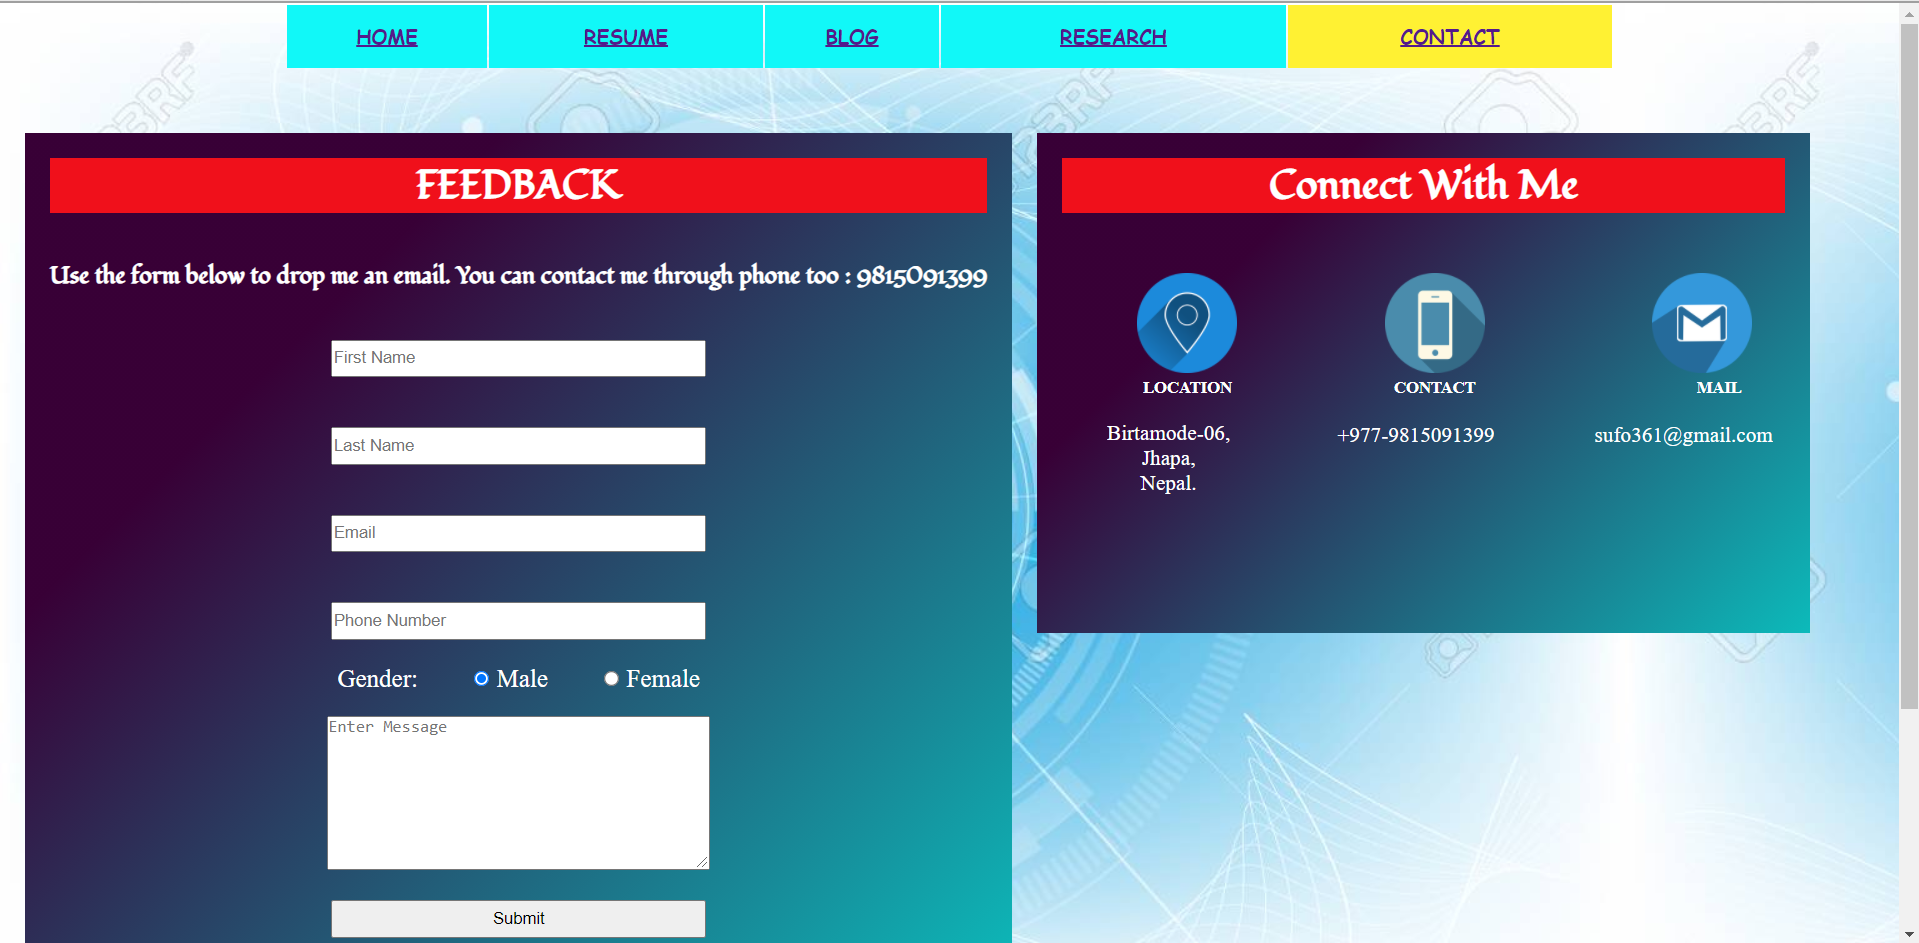 HOME RESUME BLOG RESEARCH CONTACT
FEEDBACK
Use the form below to drop me an email. You can contact me through phone too : 9815091399
First Name
Last Name
Email
Phone Number
Gender: Male Female
Enter Message
Submit
Connect With Me
LOCATION CONTACT MAIL
Birtamode-06,
Jhapa,
Nepal.
+977-9815091399
sufo361@gmail.com